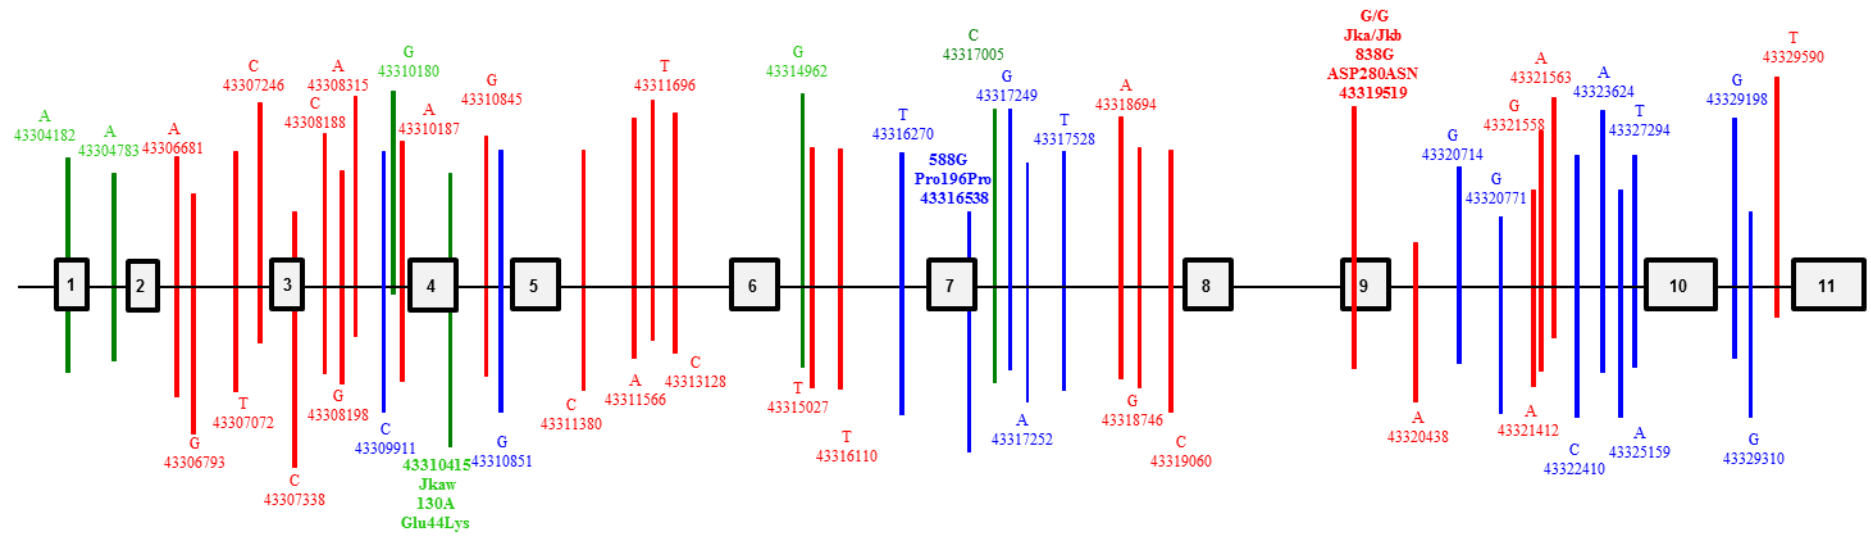 A
43304182
A
43304783
A
43306681
C
43307246
C
43308188
A
43308315
G
43310180
A
43310187
G
43310845
T
43311696
G
43314962
T
43316270
588G
Pro196Pro
43316538
C
43317005
G
43317249
T
43317528
A
43318694
G/G
Jka/Jkb
838G
ASP280ASN
43319519
G
43320714
G
43320771
G
43321558
A
43321563
A
43323624
T
43327294
G
43329198
T
43329590
1
2
3
4
5
6
7
8
9
10
11
G
43306793
T
43307072
C
43307338
G
43308198
C
43309911
43310415
Jkaw
130A
Glu44Lys
G
43310851
C
43311380
A
43311566
C
43313128
T
43315027
T
43316110
A
43317252
G
43318746
C
43319060
A
43320438
A
43321412
C
43322410
A
43325159
G
43329310